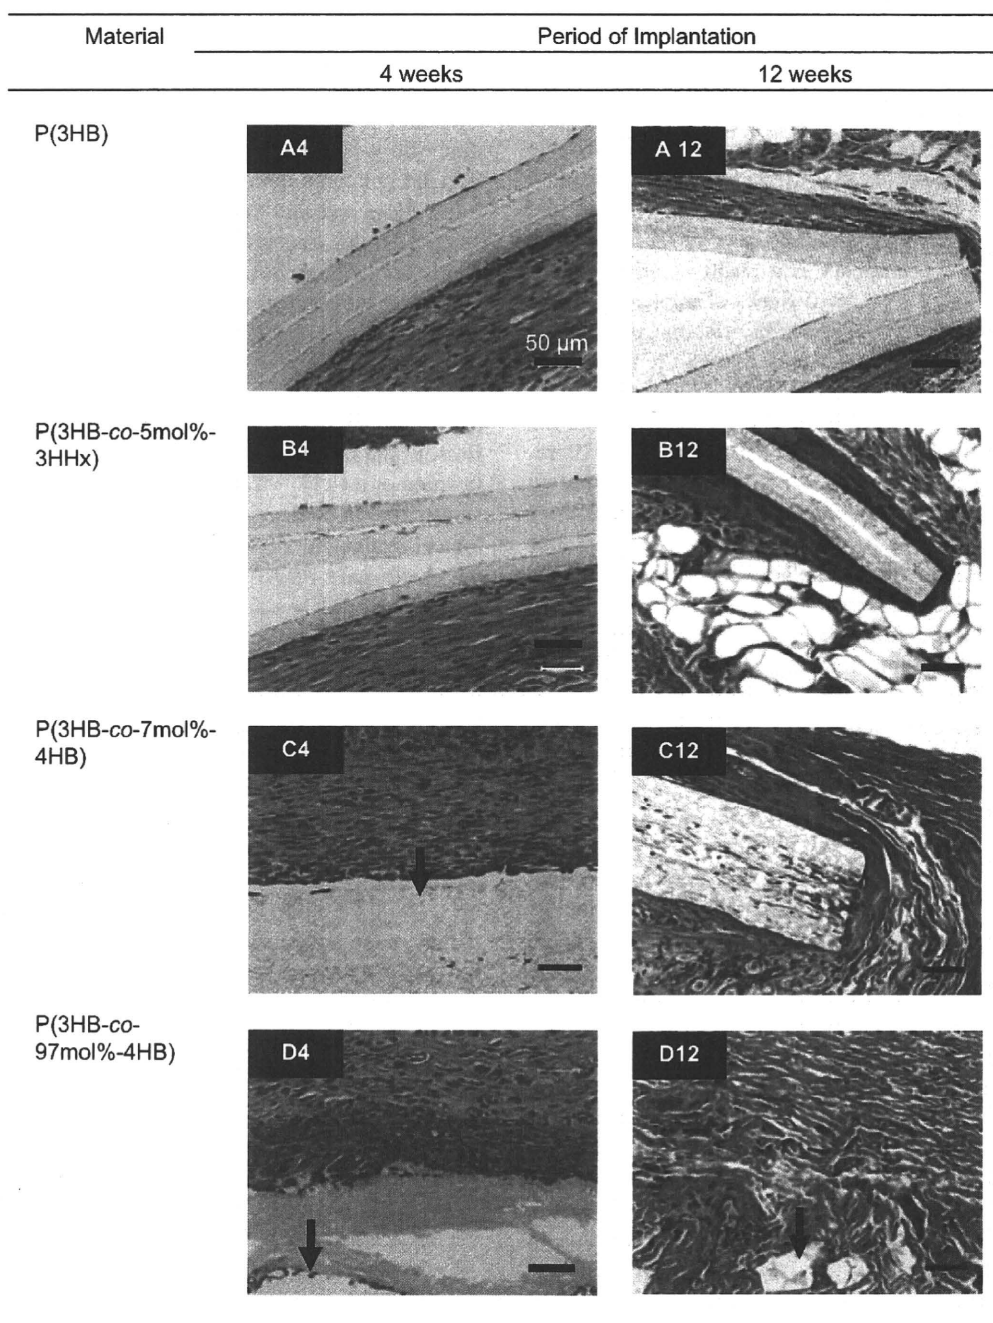 Material
Period of Implantation
4 weeks
12 weeks
P(3HB)
A4
A 12
50 µm
P(3HB-co-5mol%-
3HHx)
B4
B12
P(3HB-co-7mol%-
4HB)
C4
C12
P(3HB-co-
97mol%-4HB)
D4
D12